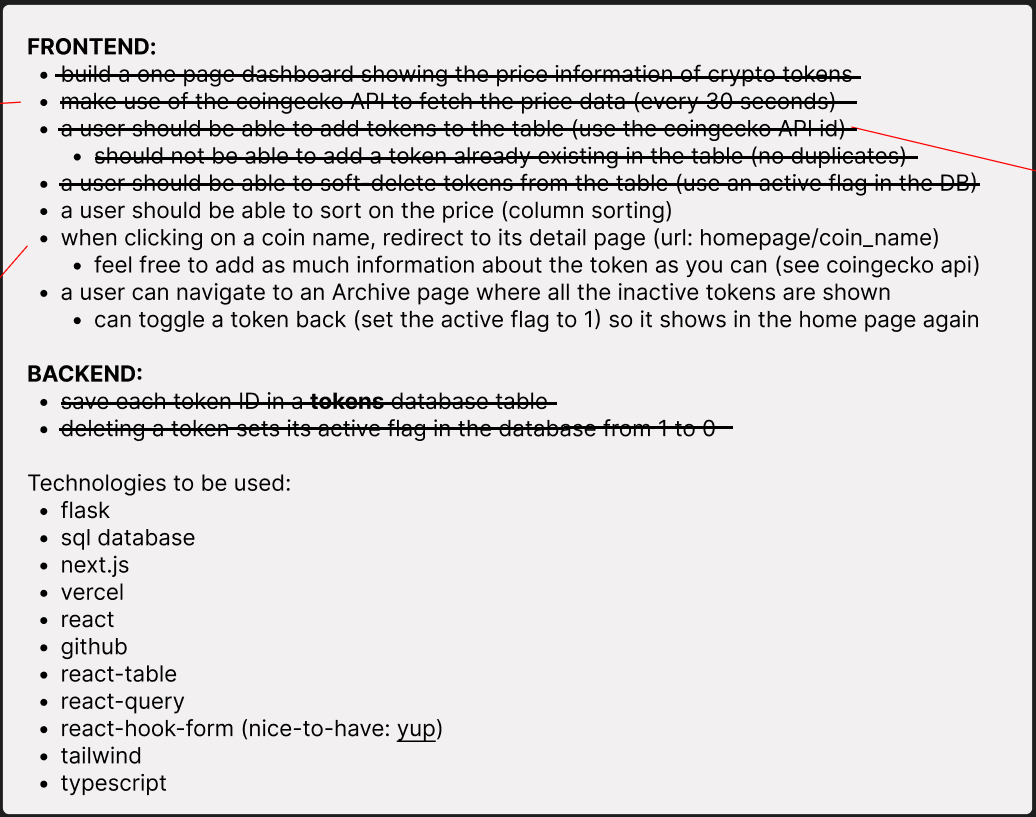 FRONTEND:
• build a one page dashboard showing the price information of crypto tokens
• make use of the coingecko API to fetch the price data (every 30 seconds)
• a user should be able to add tokens to the table (use the coingecko API id)
• should not be able to add a token already existing in the table (no duplicates)
• a user should be able to soft-delete tokens from the table (use an active flag in the DB)
• a user should be able to sort on the price (column sorting)
• when clicking on a coin name, redirect to its detail page (url: homepage/coin_name)
• feel free to add as much information about the token as you can (see coingecko api)
• a user can navigate to an Archive page where all the inactive tokens are shown
• can toggle a token back (set the active flag to 1) so it shows in the home page again
BACKEND:
• save each token ID in a tokens database table
• deleting a token sets its active flag in the database from 1 to 0
Technologies to be used:
• flask
• sql database
• next.js
• vercel
• react
• github
• react-table
• react-query
• react-hook-form (nice-to-have: yup)
• tailwind
• typescript